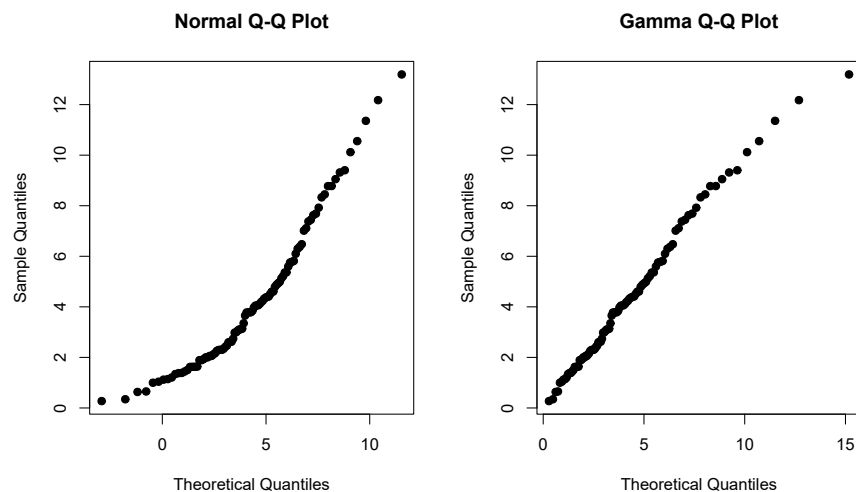 Normal Q-Q Plot
Sample Quantiles
0 2 4 6 8 10 12
0 5 10
Theoretical Quantiles
Gamma Q-Q Plot
Sample Quantiles
0 2 4 6 8 10 12
0 5 10 15
Theoretical Quantiles